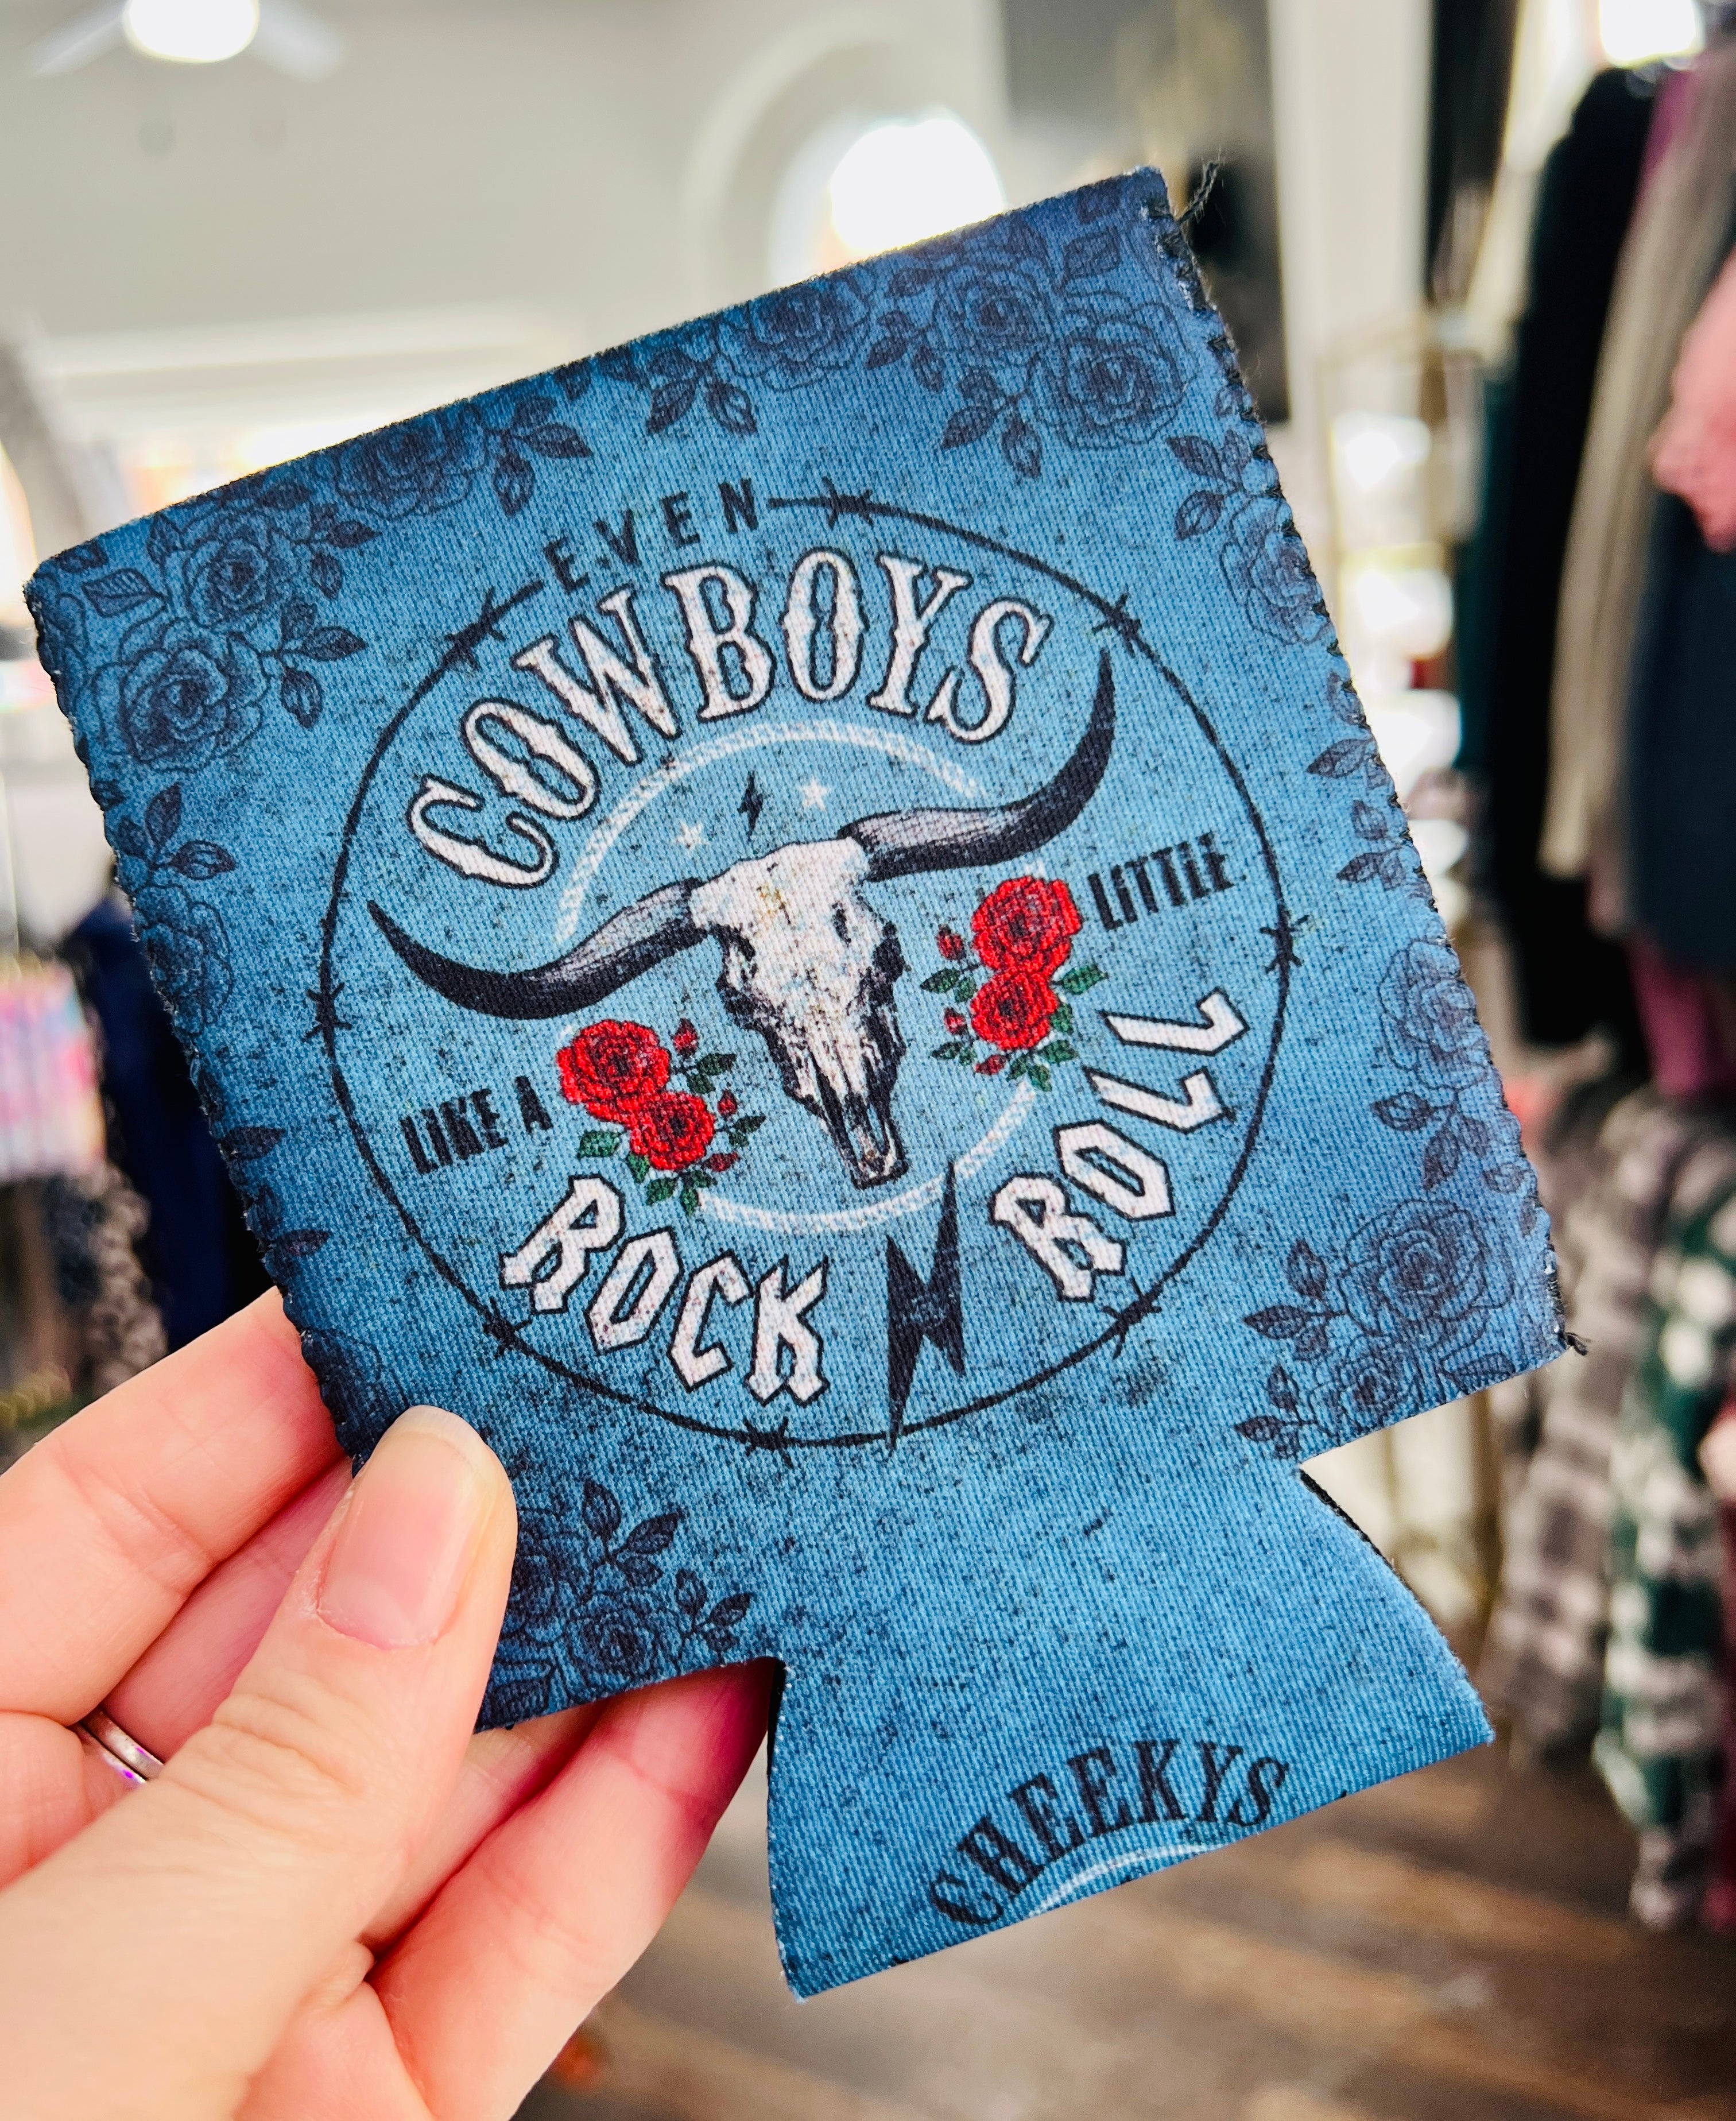 EVEN
COWBOYS
LIKE A LITTLE
ROCK N ROLL
CHEEKYS